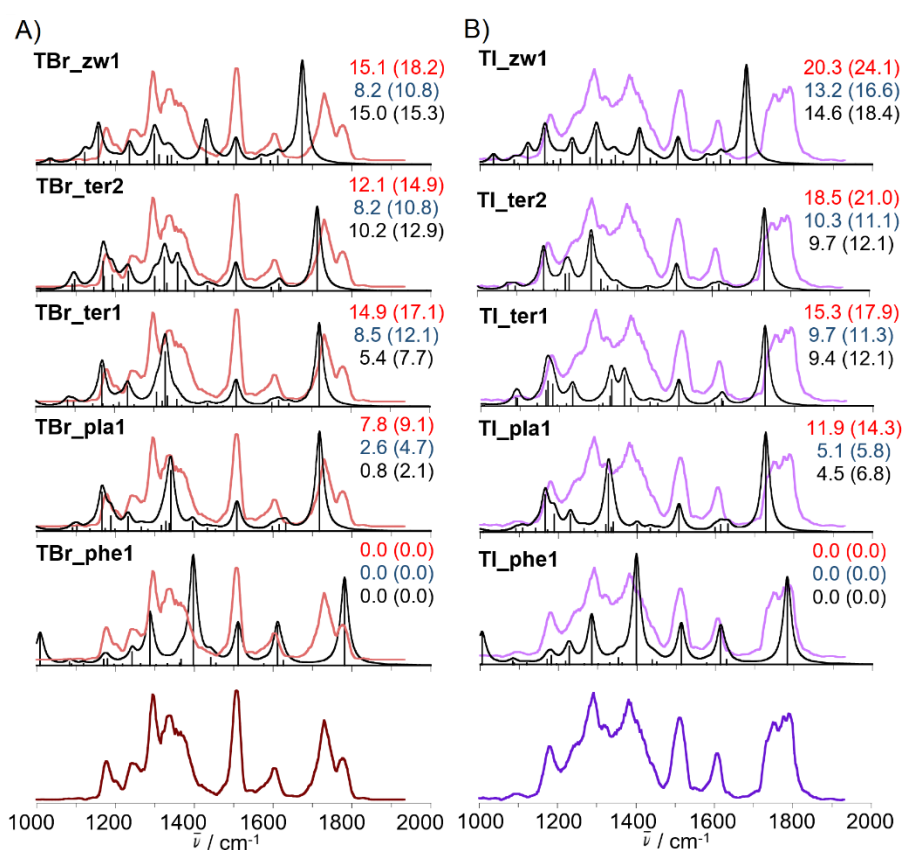 A)
TBr_zw1
15.1 (18.2)
8.2 (10.8)
15.0 (15.3)
TBr_ter2
12.1 (14.9)
8.2 (10.8)
10.2 (12.9)
TBr_ter1
14.9 (17.1)
8.5 (12.1)
5.4 (7.7)
TBr_pla1
7.8 (9.1)
2.6 (4.7)
0.8 (2.1)
TBr_phe1
0.0 (0.0)
0.0 (0.0)
0.0 (0.0)
1000 1200 1400 1600 1800 2000
ν̄ / cm⁻¹
B)
TI_zw1
20.3 (24.1)
13.2 (16.6)
14.6 (18.4)
TI_ter2
18.5 (21.0)
10.3 (11.1)
9.7 (12.1)
TI_ter1
15.3 (17.9)
9.7 (11.3)
9.4 (12.1)
TI_pla1
11.9 (14.3)
5.1 (5.8)
4.5 (6.8)
TI_phe1
0.0 (0.0)
0.0 (0.0)
0.0 (0.0)
1000 1200 1400 1600 1800 2000
ν̄ / cm⁻¹